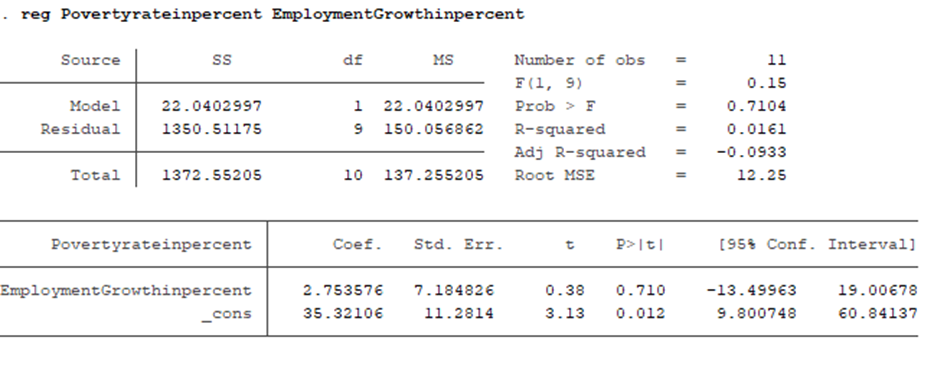 . reg Povertyrateinpercent EmploymentGrowthinpercent
Source SS df MS Number of obs = 11
F(1, 9) = 0.15
Model 22.0402997 1 22.0402997 Prob > F = 0.7104
Residual 1350.51175 9 150.056862 R-squared = 0.0161
Adj R-squared = -0.0933
Total 1372.55205 10 137.255205 Root MSE = 12.25
Povertyrateinpercent Coef. Std. Err. t P>|t| [95% Conf. Interval]
EmploymentGrowthinpercent 2.753576 7.184826 0.38 0.710 -13.49963 19.00678
_cons 35.32106 11.2814 3.13 0.012 9.800748 60.84137